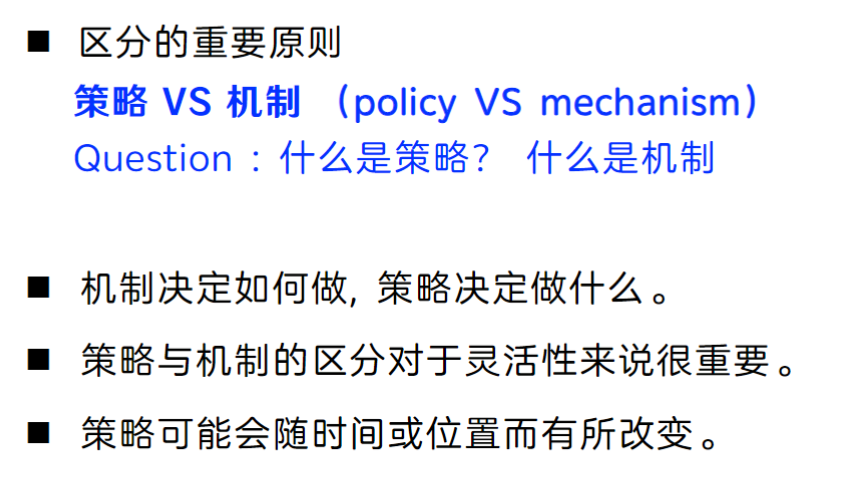 ■ 区分的重要原则
策略 VS 机制 （policy VS mechanism）
Question : 什么是策略? 什么是机制
■ 机制决定如何做, 策略决定做什么。
■ 策略与机制的区分对于灵活性来说很重要。
■ 策略可能会随时间或位置而有所改变。